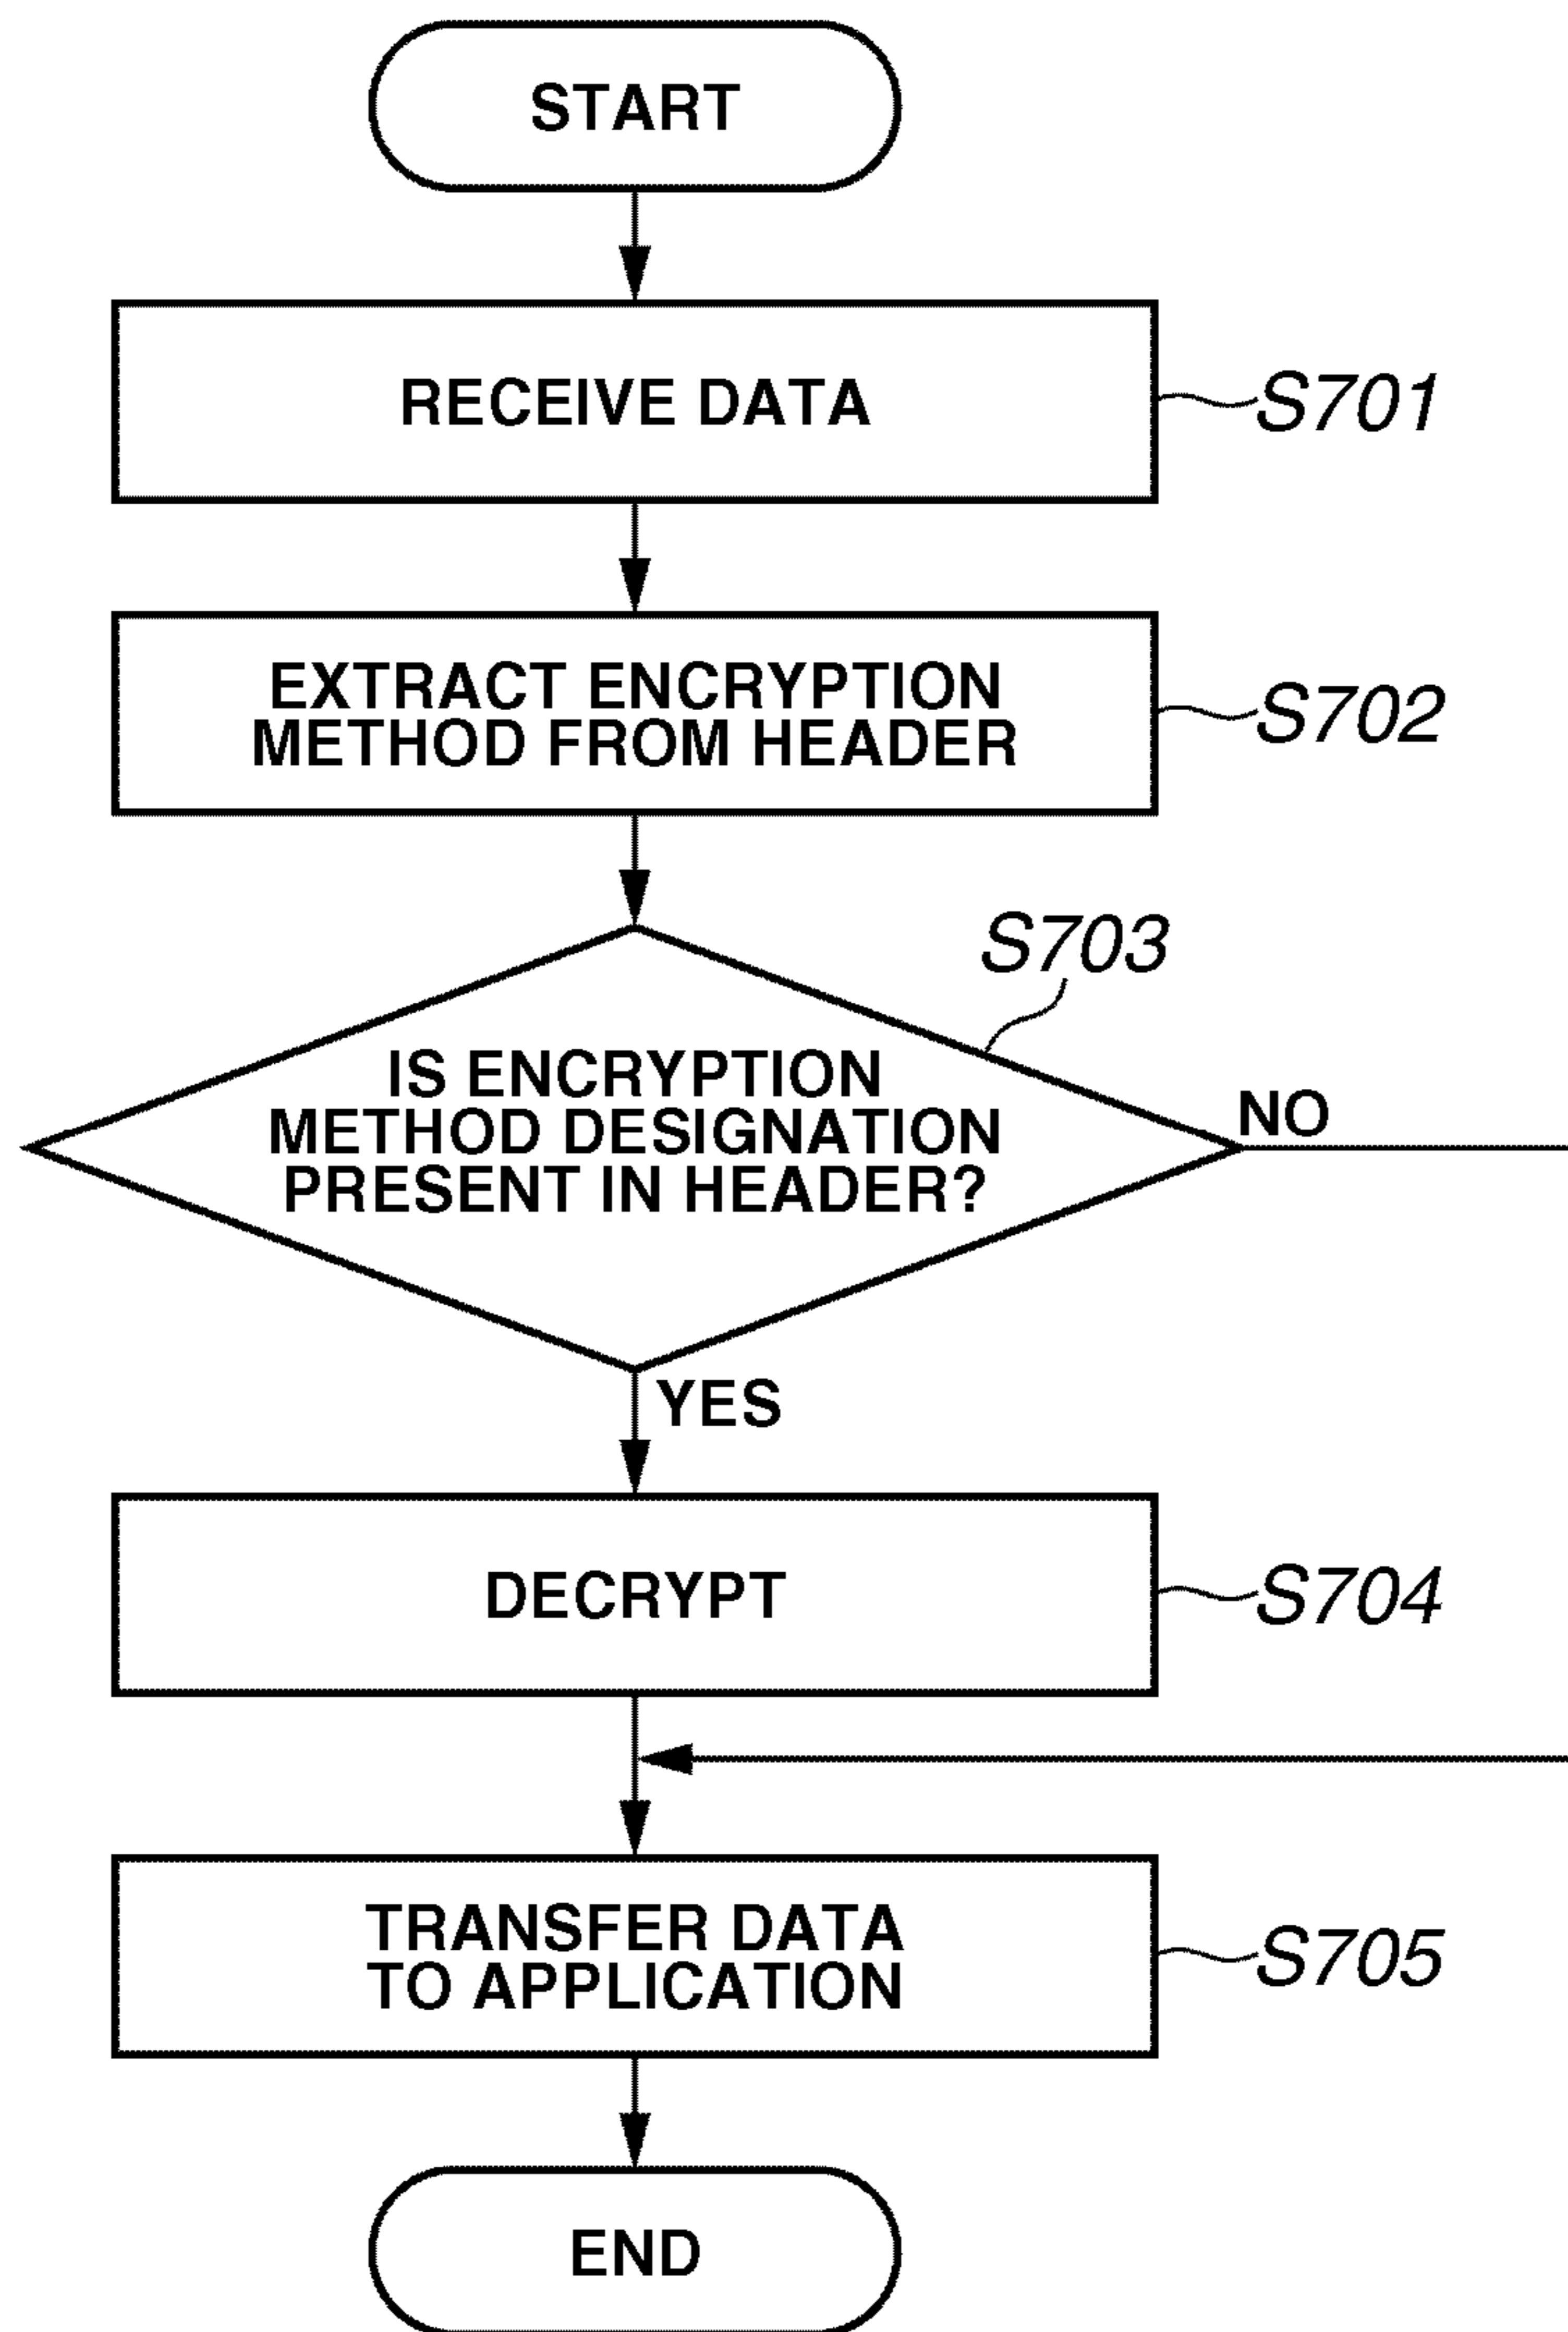 START
RECEIVE DATA
S701
EXTRACT ENCRYPTION
METHOD FROM HEADER
S702
S703
IS ENCRYPTION
METHOD DESIGNATION
PRESENT IN HEADER?
NO
YES
DECRYPT
S704
TRANSFER DATA
TO APPLICATION
S705
END